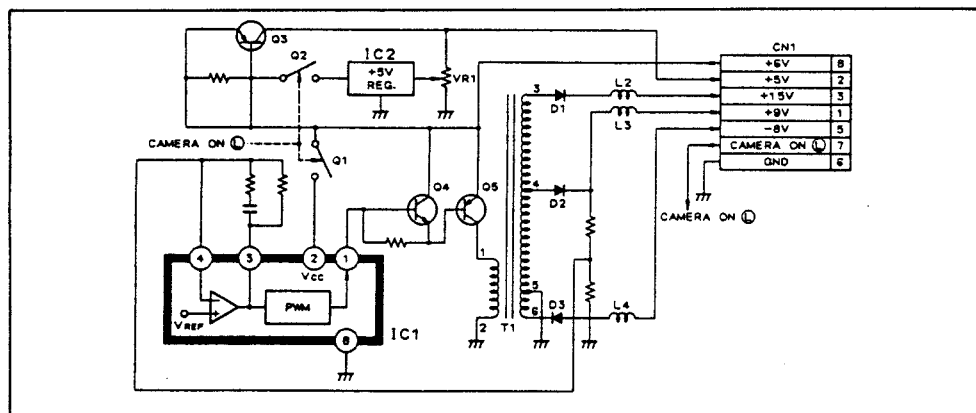 Q3
Q2
IC2
+5V
REG.
VR1
CN1
+6V 8
+5V 2
+15V 3
+9V 1
-8V 5
CAMERA ON Ⓛ 7
GND 6
CAMERA ON Ⓛ
CAMERA ON Ⓛ
Q1
Q4
Q5
3
D1
L2
L3
4
D2
1
2
T1
5
6
D3
L4
4
3
2
1
VCC
VREF
PWM
8
IC1